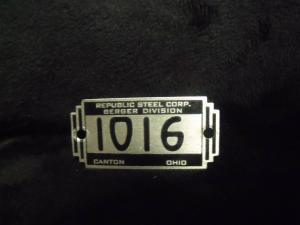 REPUBLIC STEEL CORP.
BERGER DIVISION
1016
CANTON OHIO